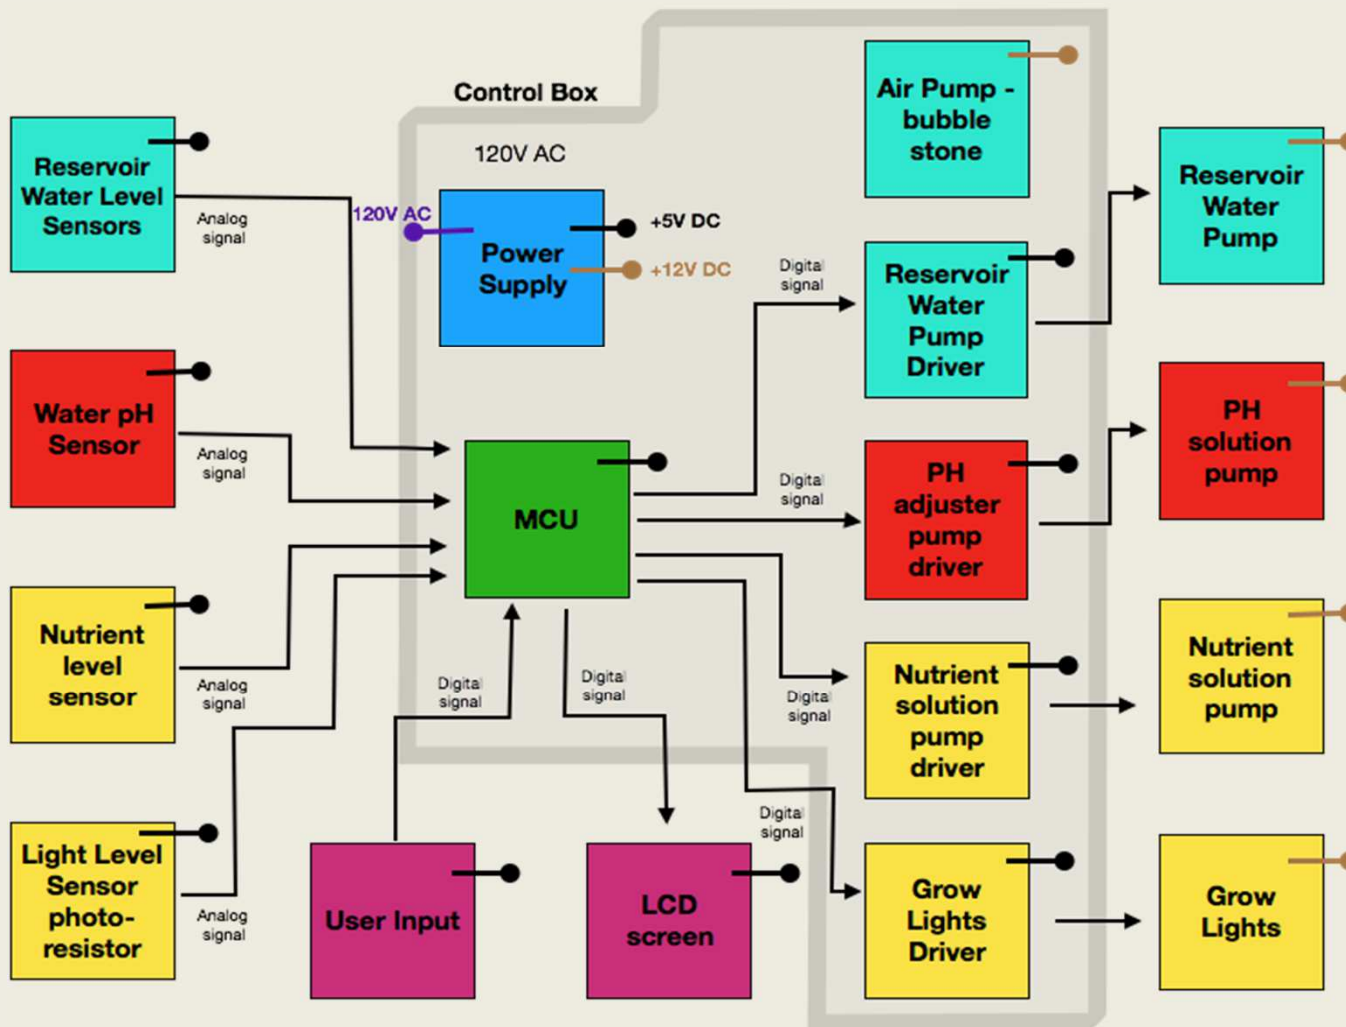 Control Box
120V AC
120V AC
Power
Supply
+5V DC
+12V DC
Reservoir
Water Level
Sensors
Analog
signal
Water pH
Sensor
Analog
signal
Nutrient
level
sensor
Analog
signal
Light Level
Sensor
photo-
resistor
Analog
signal
MCU
Digital
signal
Digital
signal
User Input
LCD
screen
Digital
signal
Digital
signal
Digital
signal
Digital
signal
Air Pump -
bubble
stone
Reservoir
Water
Pump
Driver
PH
adjuster
pump
driver
Nutrient
solution
pump
driver
Grow
Lights
Driver
Reservoir
Water
Pump
PH
solution
pump
Nutrient
solution
pump
Grow
Lights